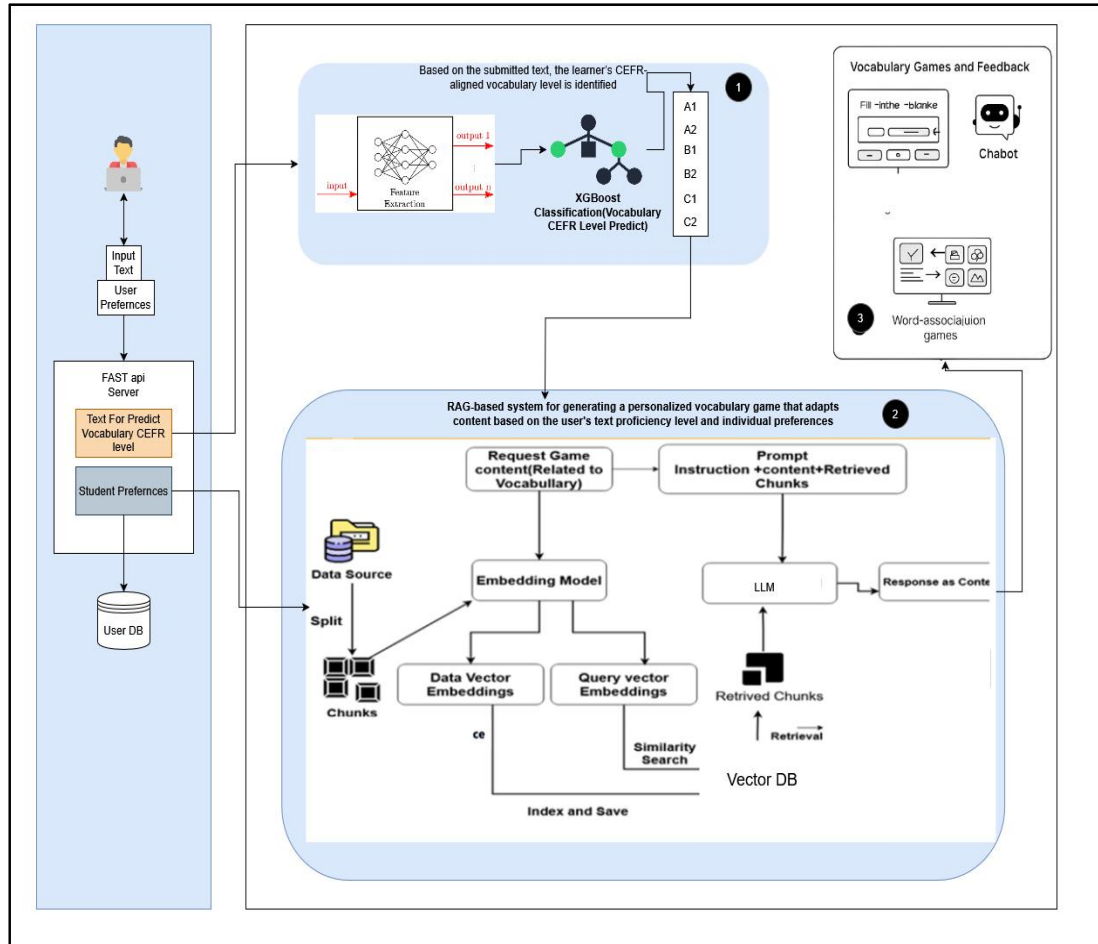 Input
Text
User
Prefernces
FAST api
Server
Text For Predict
Vocabulary CEFR
level
Student Prefernces
User DB
Based on the submitted text, the learner's CEFR-
aligned vocabulary level is identified
1
input
Feature
Extraction
output 1
output n
XGBoost
Classification(Vocabulary
CEFR Level Predict)
A1
A2
B1
B2
C1
C2
Vocabulary Games and Feedback
Fill -inthe -blanke
Chabot
3
games
RAG-based system for generating a personalized vocabulary game that adapts
content based on the user's text proficiency level and individual preferences
2
Request Game
content(Related to
Vocabullary)
Prompt
Instruction +content+Retrieved
Chunks
Data Source
Split
Chunks
Embedding Model
Data Vector
Embeddings
Query vector
Embeddings
ce
Similarity
Search
Index and Save
LLM
Response as Conte
Retrived Chunks
Retrieval
Vector DB